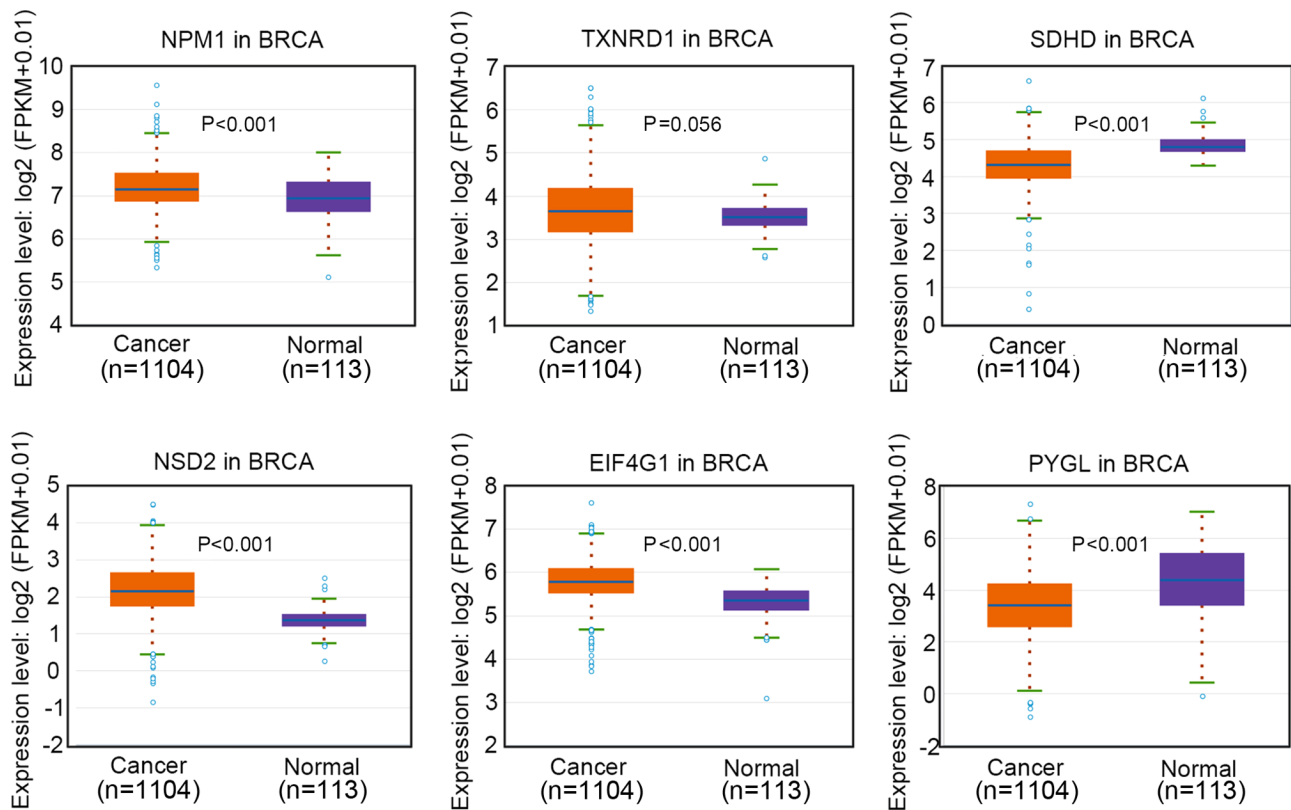 NPM1 in BRCA
Expression level: log2 (FPKM+0.01)
10
9
8
7
6
5
4
P<0.001
Cancer
(n=1104)
Normal
(n=113)
TXNRD1 in BRCA
Expression level: log2 (FPKM+0.01)
7
6
5
4
3
2
1
P=0.056
Cancer
(n=1104)
Normal
(n=113)
SDHD in BRCA
Expression level: log2 (FPKM+0.01)
7
6
5
4
3
2
1
0
P<0.001
Cancer
(n=1104)
Normal
(n=113)
NSD2 in BRCA
Expression level: log2 (FPKM+0.01)
5
4
3
2
1
0
-1
-2
P<0.001
Cancer
(n=1104)
Normal
(n=113)
EIF4G1 in BRCA
Expression level: log2 (FPKM+0.01)
8
7
6
5
4
3
2
P<0.001
Cancer
(n=1104)
Normal
(n=113)
PYGL in BRCA
Expression level: log2 (FPKM+0.01)
8
6
4
2
0
-2
P<0.001
Cancer
(n=1104)
Normal
(n=113)